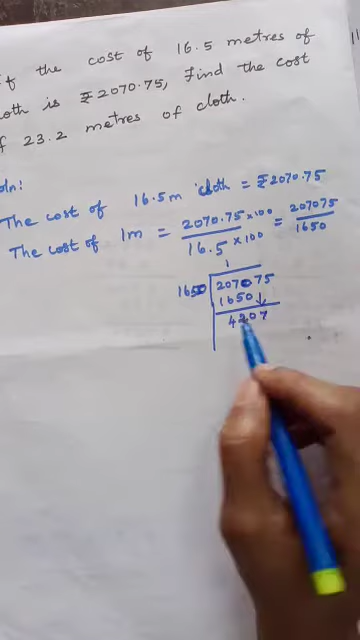 If the cost of 16.5 metres of
cloth is ₹2070.75, Find the cost
of 23.2 metres of cloth.
Soln:
The cost of 16.5m cloth = ₹2070.75
The cost of 1m = 2070.75 × 100 / 16.5 × 100 = 207075 / 1650
1
1650 207075
1650↓
4207